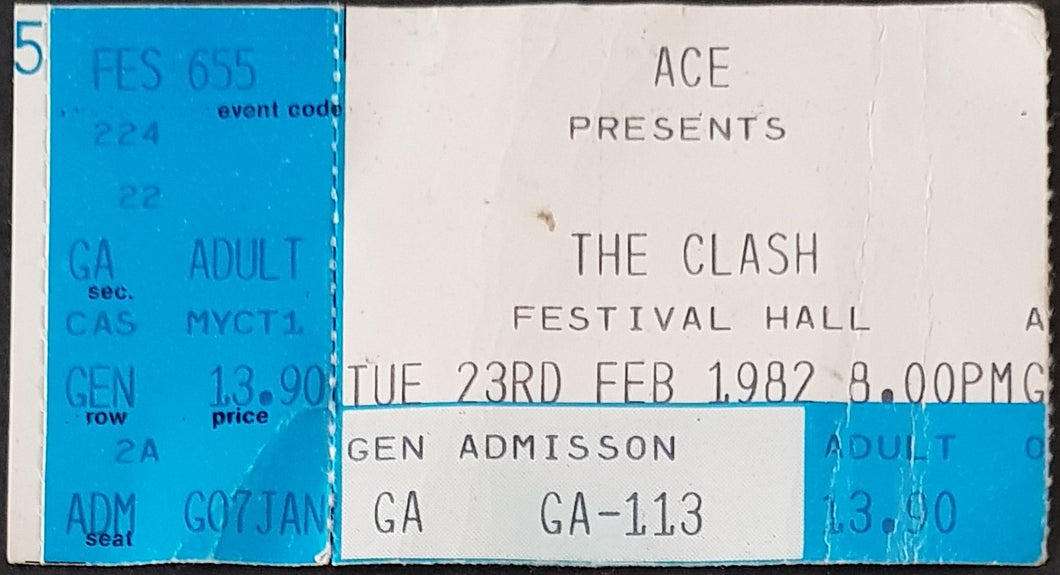 5
FES 655
event code
224
22
GA ADULT
sec.
CAS MYCT1
GEN 13.90
row price
2A
ADM G07JAN
seat
ACE
PRESENTS
THE CLASH
FESTIVAL HALL A
TUE 23RD FEB 1982 8.00PM G
GEN ADMISSON ADULT
GA GA-113 13.90